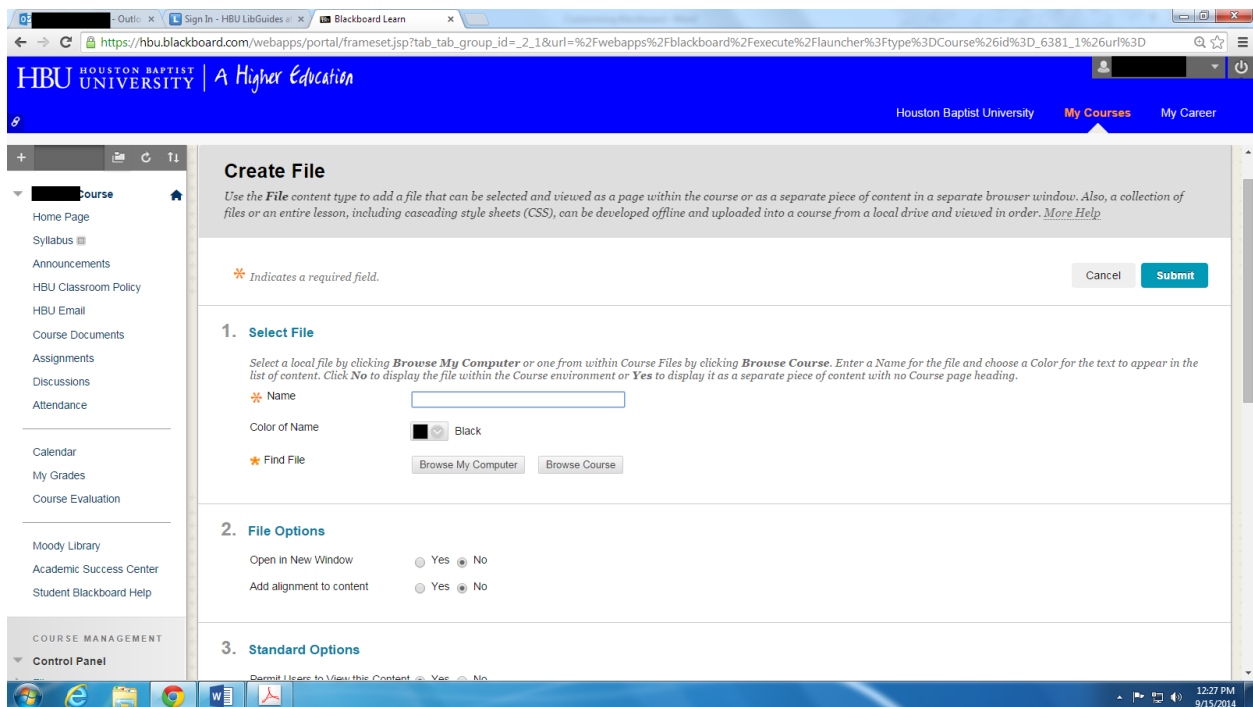 - Outlo
Sign In - HBU LibGuides a
Blackboard Learn
https://hbu.blackboard.com/webapps/portal/frameset.jsp?tab_tab_group_id=_2_1&url=%2Fwebapps%2Fblackboard%2Fexecute%2Flauncher%3Ftype%3DCourse%26id%3D_6381_1%26url%3D
HBU HOUSTON BAPTIST UNIVERSITY | A Higher Education
Houston Baptist University My Courses My Career
Course
Home Page
Syllabus
Announcements
HBU Classroom Policy
HBU Email
Course Documents
Assignments
Discussions
Attendance
Calendar
My Grades
Course Evaluation
Moody Library
Academic Success Center
Student Blackboard Help
COURSE MANAGEMENT
Control Panel
Create File
Use the File content type to add a file that can be selected and viewed as a page within the course or as a separate piece of content in a separate browser window. Also, a collection of
files or an entire lesson, including cascading style sheets (CSS), can be developed offline and uploaded into a course from a local drive and viewed in order. More Help
Indicates a required field.
Cancel Submit
1. Select File
Select a local file by clicking Browse My Computer or one from within Course Files by clicking Browse Course. Enter a Name for the file and choose a Color for the text to appear in the
list of content. Click No to display the file within the Course environment or Yes to display it as a separate piece of content with no Course page heading.
Name
Color of Name Black
Find File Browse My Computer Browse Course
2. File Options
Open in New Window Yes No
Add alignment to content Yes No
3. Standard Options
Permit Users to View this Content Yes No
12:27 PM
9/15/2014